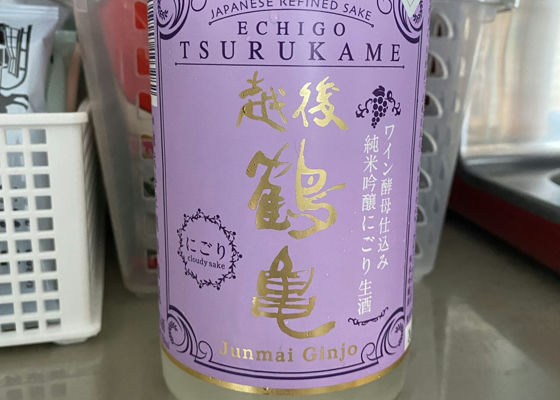 JAPANESE REFINED SAKE
ECHIGO
TSURUKAME
越後
鶴
亀
ワイン酵母仕込み
純米吟醸にごり 生酒
にごり
cloudy sake
Junmai Ginjo